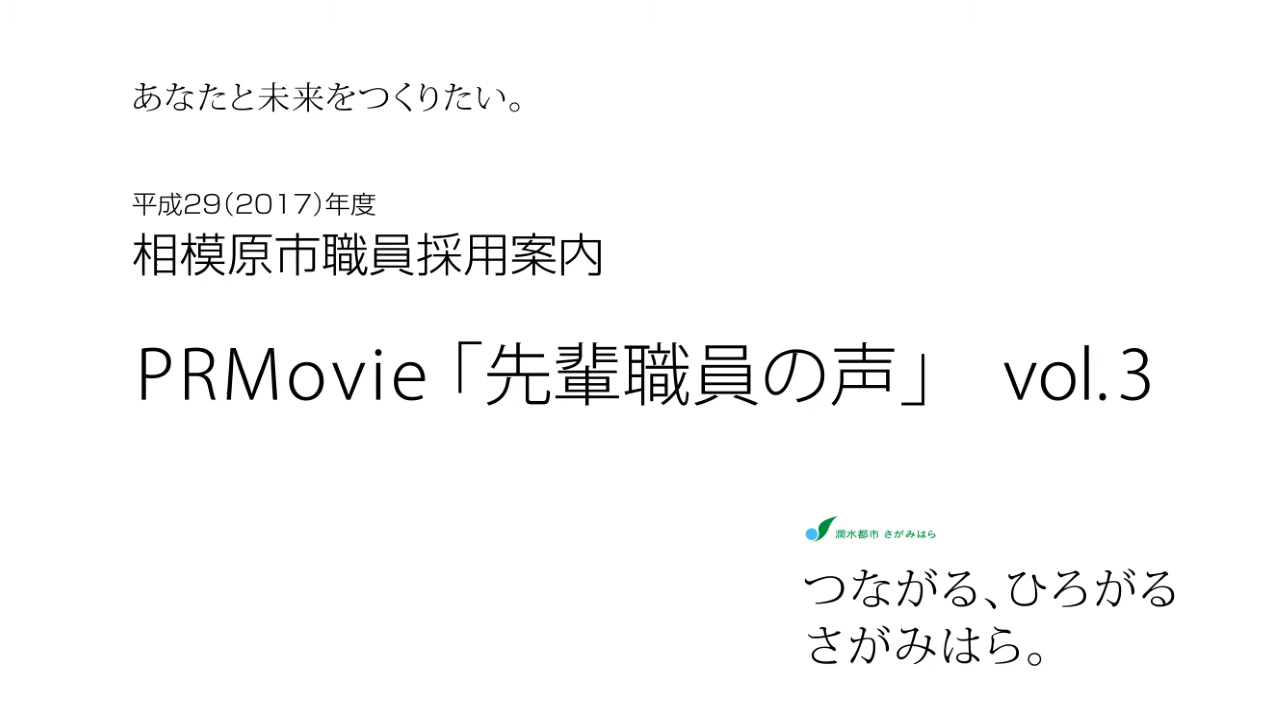 あなたと未来をつくりたい。
平成29(2017)年度
相模原市職員採用案内
PRMovie「先輩職員の声」 vol.3
潤水都市 さがみはら
つながる、ひろがる
さがみはら。